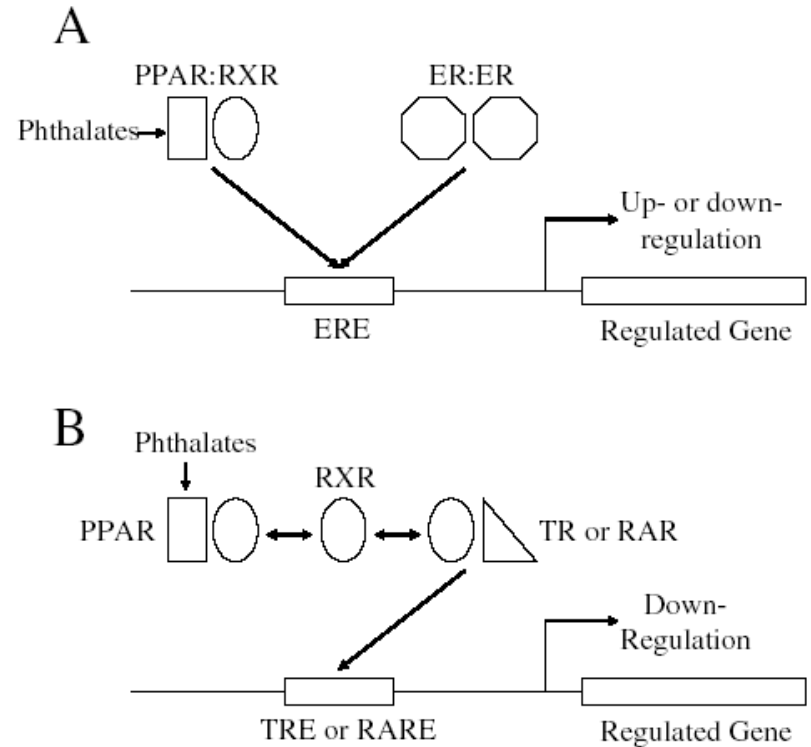 A
PPAR:RXR
ER:ER
Phthalates
Up- or down-
regulation
ERE
Regulated Gene
B
Phthalates
RXR
PPAR
TR or RAR
Down-
Regulation
TRE or RARE
Regulated Gene